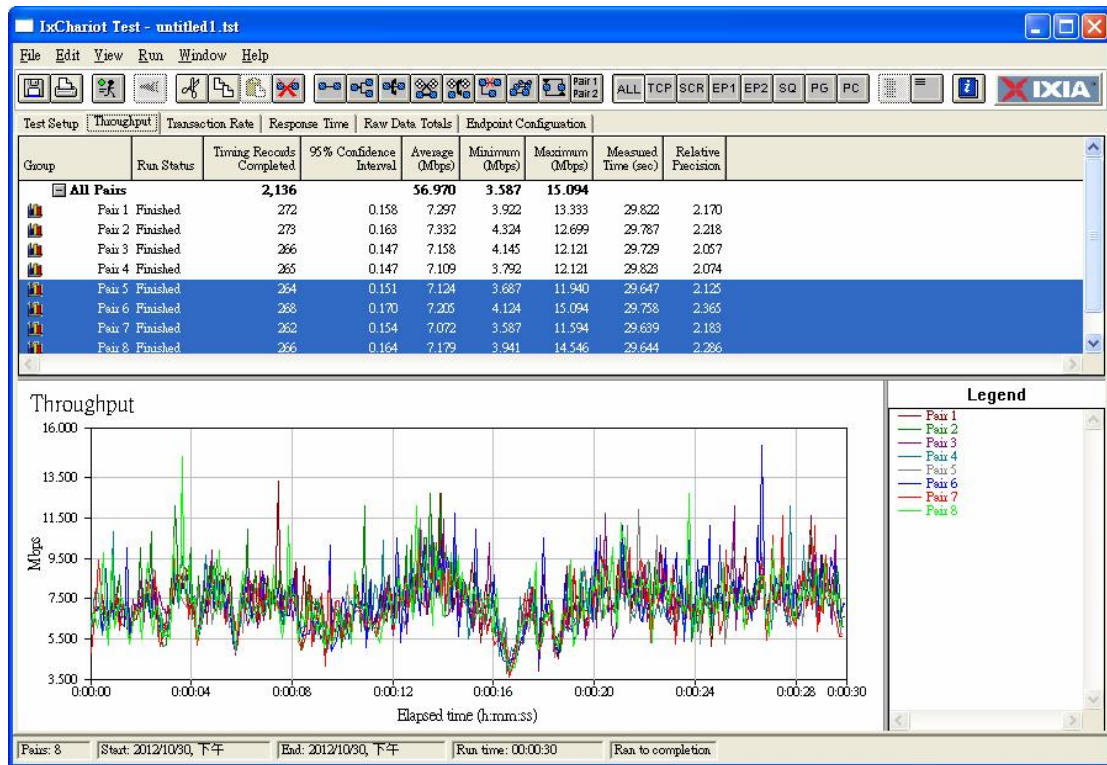 IxChariot Test - untitled1.tst
File Edit View Run Window Help
Pair 1
Pair 2
ALL TCP SCR EP1 EP2 SQ PG PC
IXIA
Test Setup Throughput Transaction Rate Response Time Raw Data Totals Endpoint Configuration
Group Run Status Timing Records Completed 95% Confidence Interval Average (Mbps) Minimum (Mbps) Maximum (Mbps) Measured Time (sec) Relative Precision
All Pairs 2,136 56.970 3.587 15.094
Pair 1 Finished 272 0.158 7.297 3.922 13.333 29.822 2.170
Pair 2 Finished 273 0.163 7.332 4.324 12.699 29.787 2.218
Pair 3 Finished 266 0.147 7.158 4.145 12.121 29.729 2.057
Pair 4 Finished 265 0.147 7.109 3.792 12.121 29.823 2.074
Pair 5 Finished 264 0.151 7.124 3.687 11.940 29.647 2.125
Pair 6 Finished 268 0.170 7.205 4.124 15.094 29.758 2.365
Pair 7 Finished 262 0.154 7.072 3.587 11.594 29.639 2.183
Pair 8 Finished 266 0.164 7.179 3.941 14.546 29.644 2.286
Throughput
16.000
13.500
11.500
9.500
7.500
5.500
3.500
Mbps
0:00:00 0:00:04 0:00:08 0:00:12 0:00:16 0:00:20 0:00:24 0:00:28 0:00:30
Elapsed time (h:mm:ss)
Legend
Pair 1
Pair 2
Pair 3
Pair 4
Pair 5
Pair 6
Pair 7
Pair 8
Pairs: 8 Start: 2012/10/30, 下午 End: 2012/10/30, 下午 Run time: 00:00:30 Ran to completion